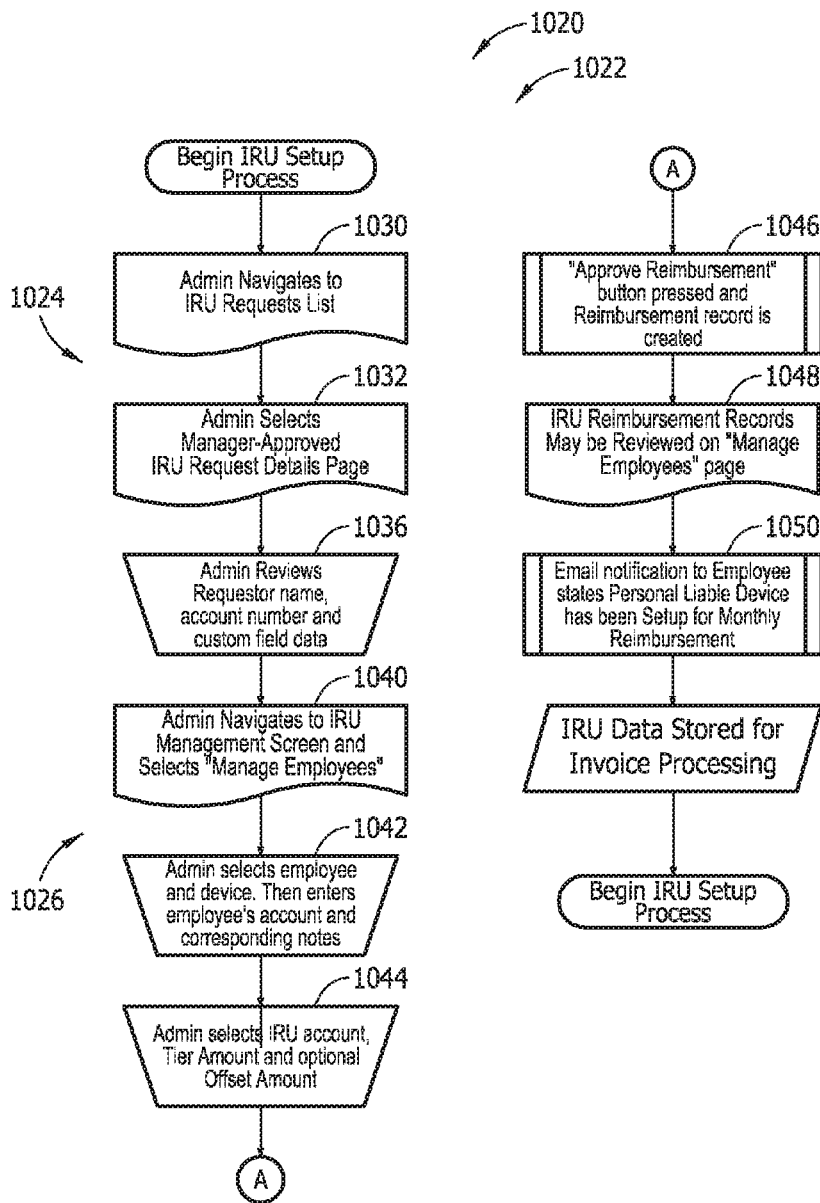 1020
1022
Begin IRU Setup
Process
1030
Admin Navigates to
IRU Requests List
1024
1032
Admin Selects
Manager-Approved
IRU Request Details Page
1036
Admin Reviews
Requestor name,
account number and
custom field data
1040
Admin Navigates to IRU
Management Screen and
Selects "Manage Employees"
1026
1042
Admin selects employee
and device. Then enters
employee's account and
corresponding notes
1044
Admin selects IRU account,
Tier Amount and optional
Offset Amount
A
A
1046
"Approve Reimbursement"
button pressed and
Reimbursement record is
created
1048
IRU Reimbursement Records
May be Reviewed on "Manage
Employees" page
1050
Email notification to Employee
states Personal Liable Device
has been Setup for Monthly
Reimbursement
IRU Data Stored for
Invoice Processing
Begin IRU Setup
Process